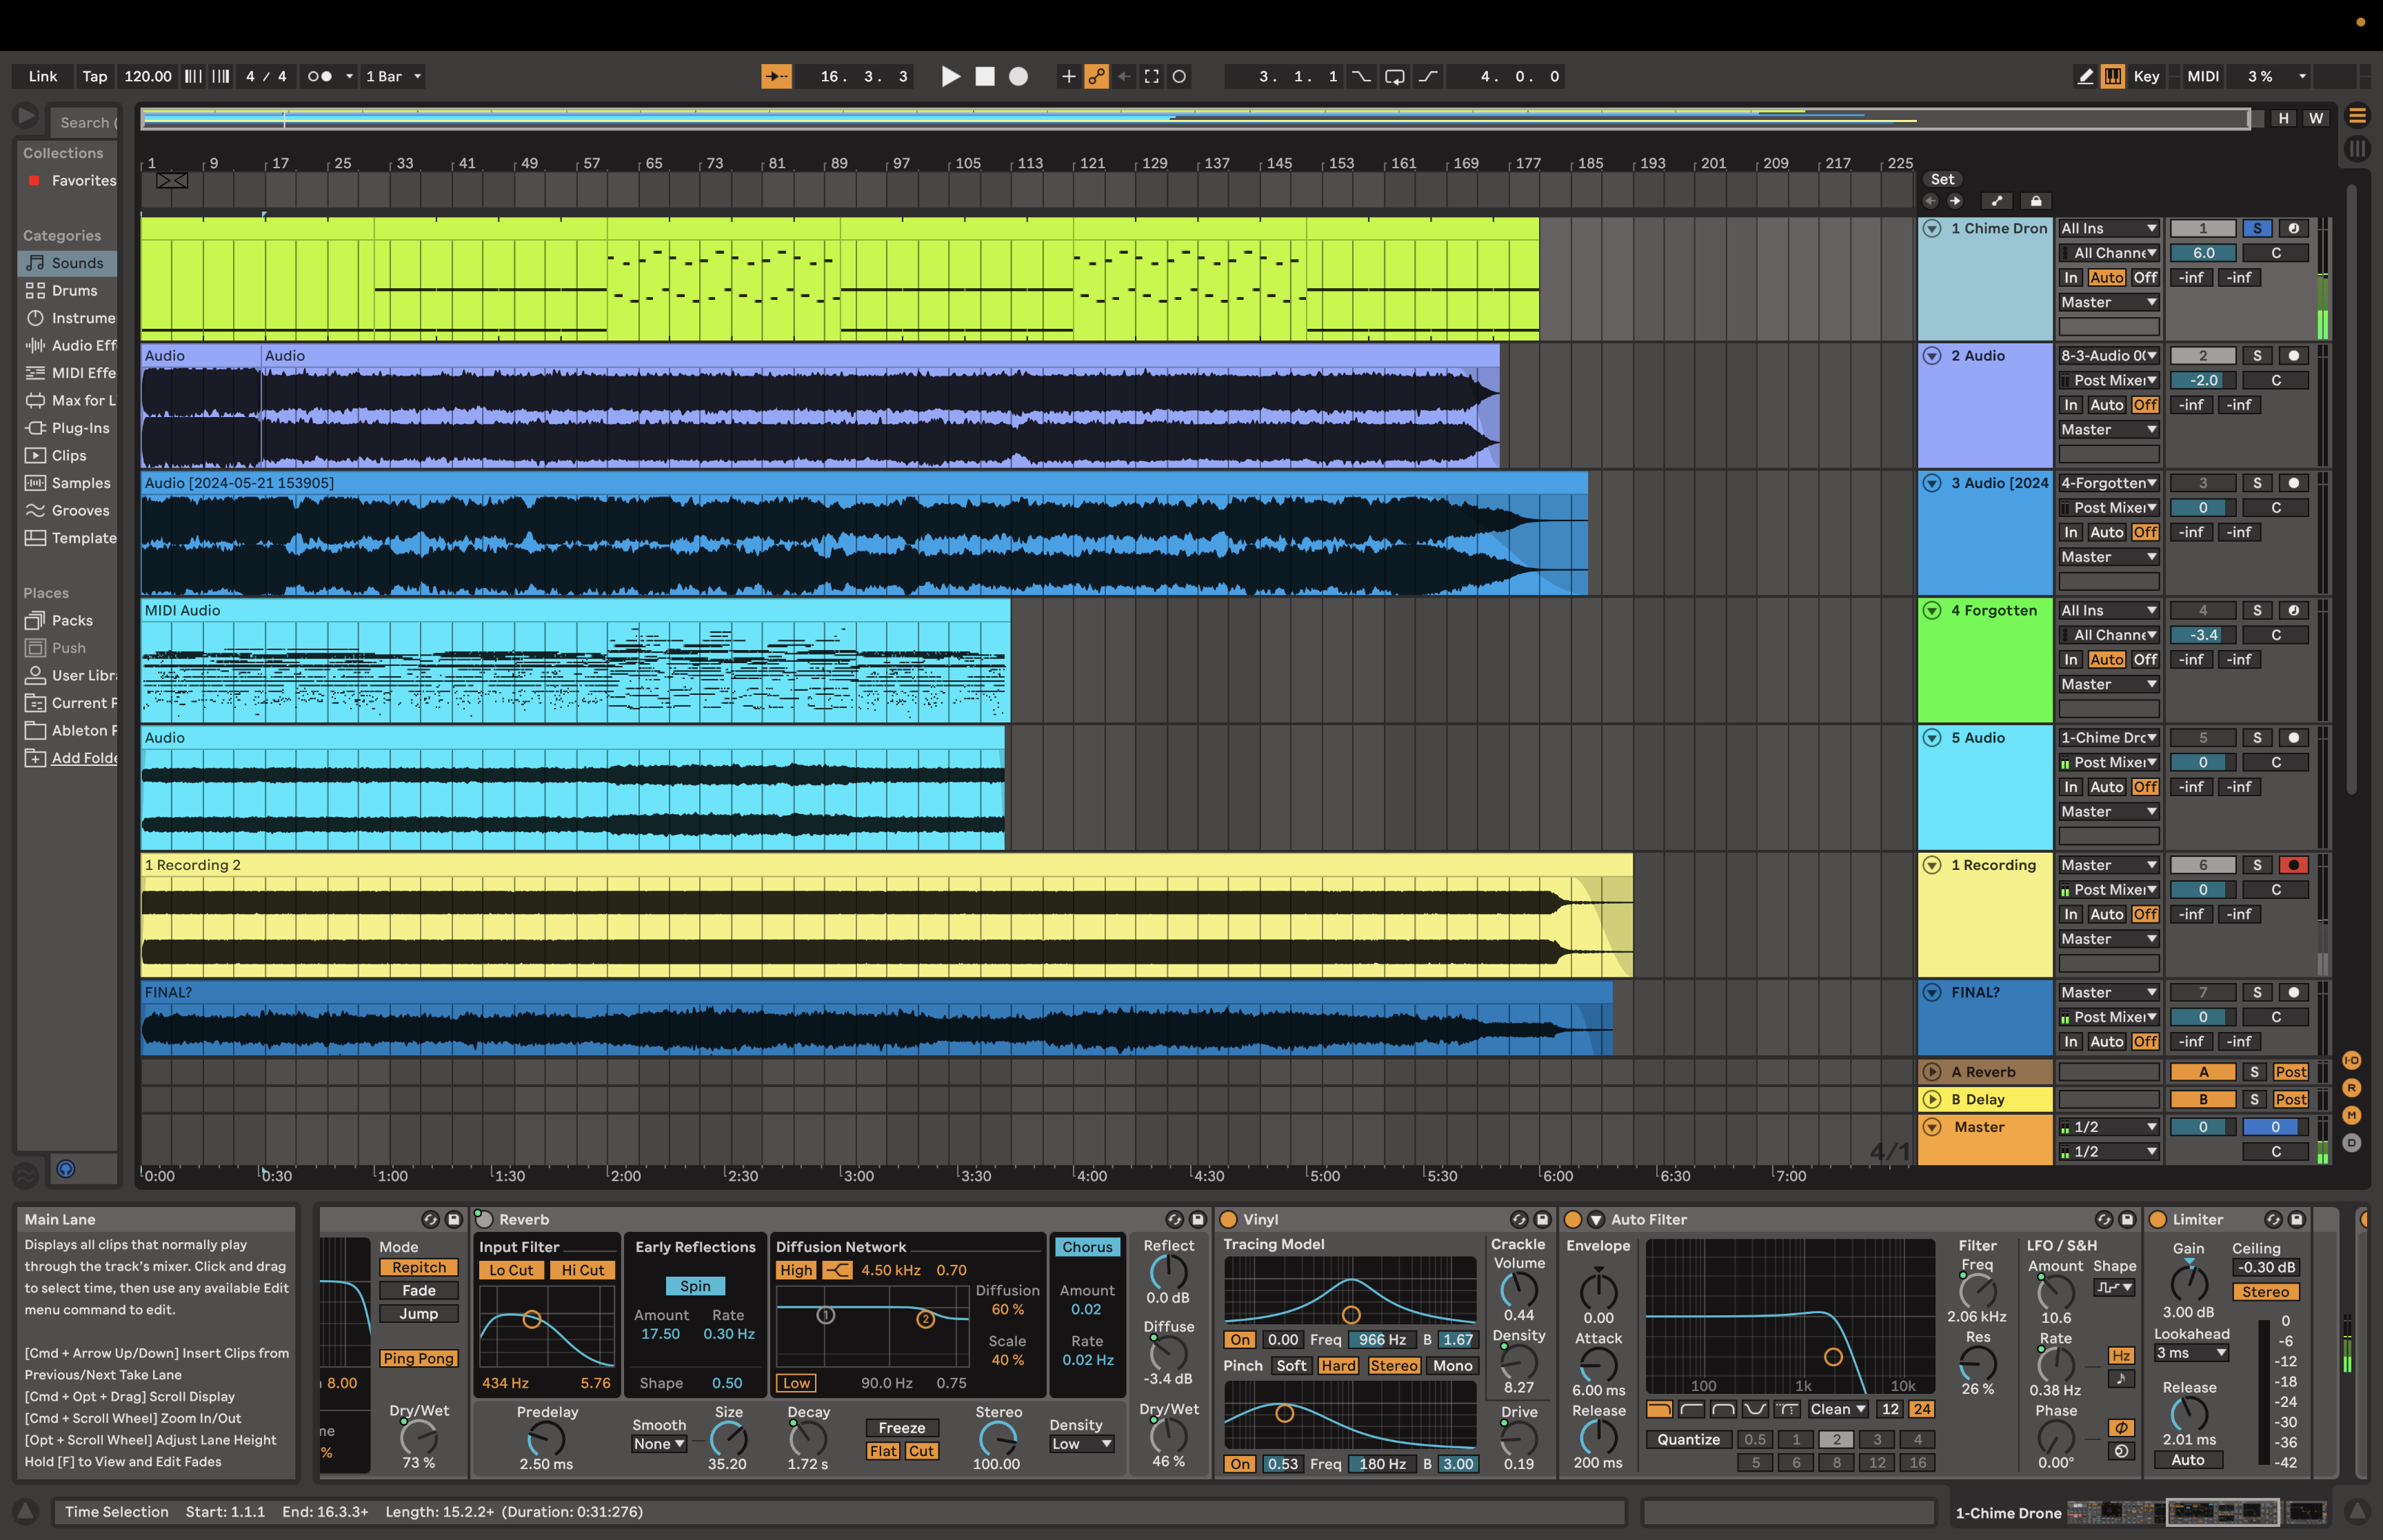 Link Tap 120.00 4 / 4 1 Bar 16. 3. 3 3. 1. 1 4. 0. 0 Key MIDI 3 %
Search (
H W
Collections
Favorites
Categories
Sounds
Drums
Instrume
Audio Eff
MIDI Effe
Max for L
Plug-Ins
Clips
Samples
Grooves
Template
Places
Packs
Push
User Libra
Current P
Ableton F
Add Folde
1 9 17 25 33 41 49 57 65 73 81 89 97 105 113 121 129 137 145 153 161 169 177 185 193 201 209 217 225
Set
1 Chime Dron All Ins 1 S
All Channe 6.0 C
In Auto Off -inf -inf
Master
Audio Audio
2 Audio 8-3-Audio 0( 2 S
Post Mixer -2.0 C
In Auto Off -inf -inf
Master
Audio [2024-05-21 153905]
3 Audio [2024 4-Forgotten 3 S
Post Mixer 0 C
In Auto Off -inf -inf
Master
MIDI Audio
4 Forgotten All Ins 4 S
All Channe -3.4 C
In Auto Off -inf -inf
Master
Audio
5 Audio 1-Chime Drc 5 S
Post Mixer 0 C
In Auto Off -inf -inf
Master
1 Recording 2
1 Recording Master 6 S
Post Mixer 0 C
In Auto Off -inf -inf
Master
FINAL?
FINAL? Master 7 S
Post Mixer 0 C
In Auto Off -inf -inf
A Reverb A S Post
B Delay B S Post
Master 1/2 0 0
1/2 C
4/1
I·O
R
M
D
0:00 0:30 1:00 1:30 2:00 2:30 3:00 3:30 4:00 4:30 5:00 5:30 6:00 6:30 7:00
Main Lane
Displays all clips that normally play
through the track's mixer. Click and drag
to select time, then use any available Edit
menu command to edit.
[Cmd + Arrow Up/Down] Insert Clips from
Previous/Next Take Lane
[Cmd + Opt + Drag] Scroll Display
[Cmd + Scroll Wheel] Zoom In/Out
[Opt + Scroll Wheel] Adjust Lane Height
Hold [F] to View and Edit Fades
Mode
Repitch
Fade
Jump
Ping Pong
8.00
Dry/Wet
%
73 %
Reverb
Input Filter
Lo Cut Hi Cut
434 Hz 5.76
Early Reflections
Spin
Amount Rate
17.50 0.30 Hz
Shape 0.50
Diffusion Network
High 4.50 kHz 0.70
1 2
Diffusion
60 %
Scale
40 %
Low 90.0 Hz 0.75
Chorus
Amount
0.02
Rate
0.02 Hz
Predelay
2.50 ms
Smooth
None
Size
35.20
Decay
1.72 s
Freeze
Flat Cut
Stereo
100.00
Density
Low
Reflect
0.0 dB
Diffuse
-3.4 dB
Dry/Wet
46 %
Vinyl
Tracing Model
On 0.00 Freq 966 Hz B 1.67
Pinch Soft Hard Stereo Mono
On 0.53 Freq 180 Hz B 3.00
Crackle
Volume
0.44
Density
8.27
Drive
0.19
Auto Filter
Envelope
0.00
Attack
6.00 ms
Release
200 ms
100 1k 10k
Clean 12 24
Quantize 0.5 1 2 3 4
5 6 8 12 16
Filter
Freq
2.06 kHz
Res
26 %
LFO / S&H
Amount Shape
10.6
Rate
Hz
0.38 Hz
Phase
0.00°
Limiter
Gain
3.00 dB
Ceiling
-0.30 dB
Stereo
Lookahead
3 ms
Release
2.01 ms
Auto
0
-6
-12
-18
-24
-30
-36
-42
Time Selection Start: 1.1.1 End: 16.3.3+ Length: 15.2.2+ (Duration: 0:31:276)
1-Chime Drone